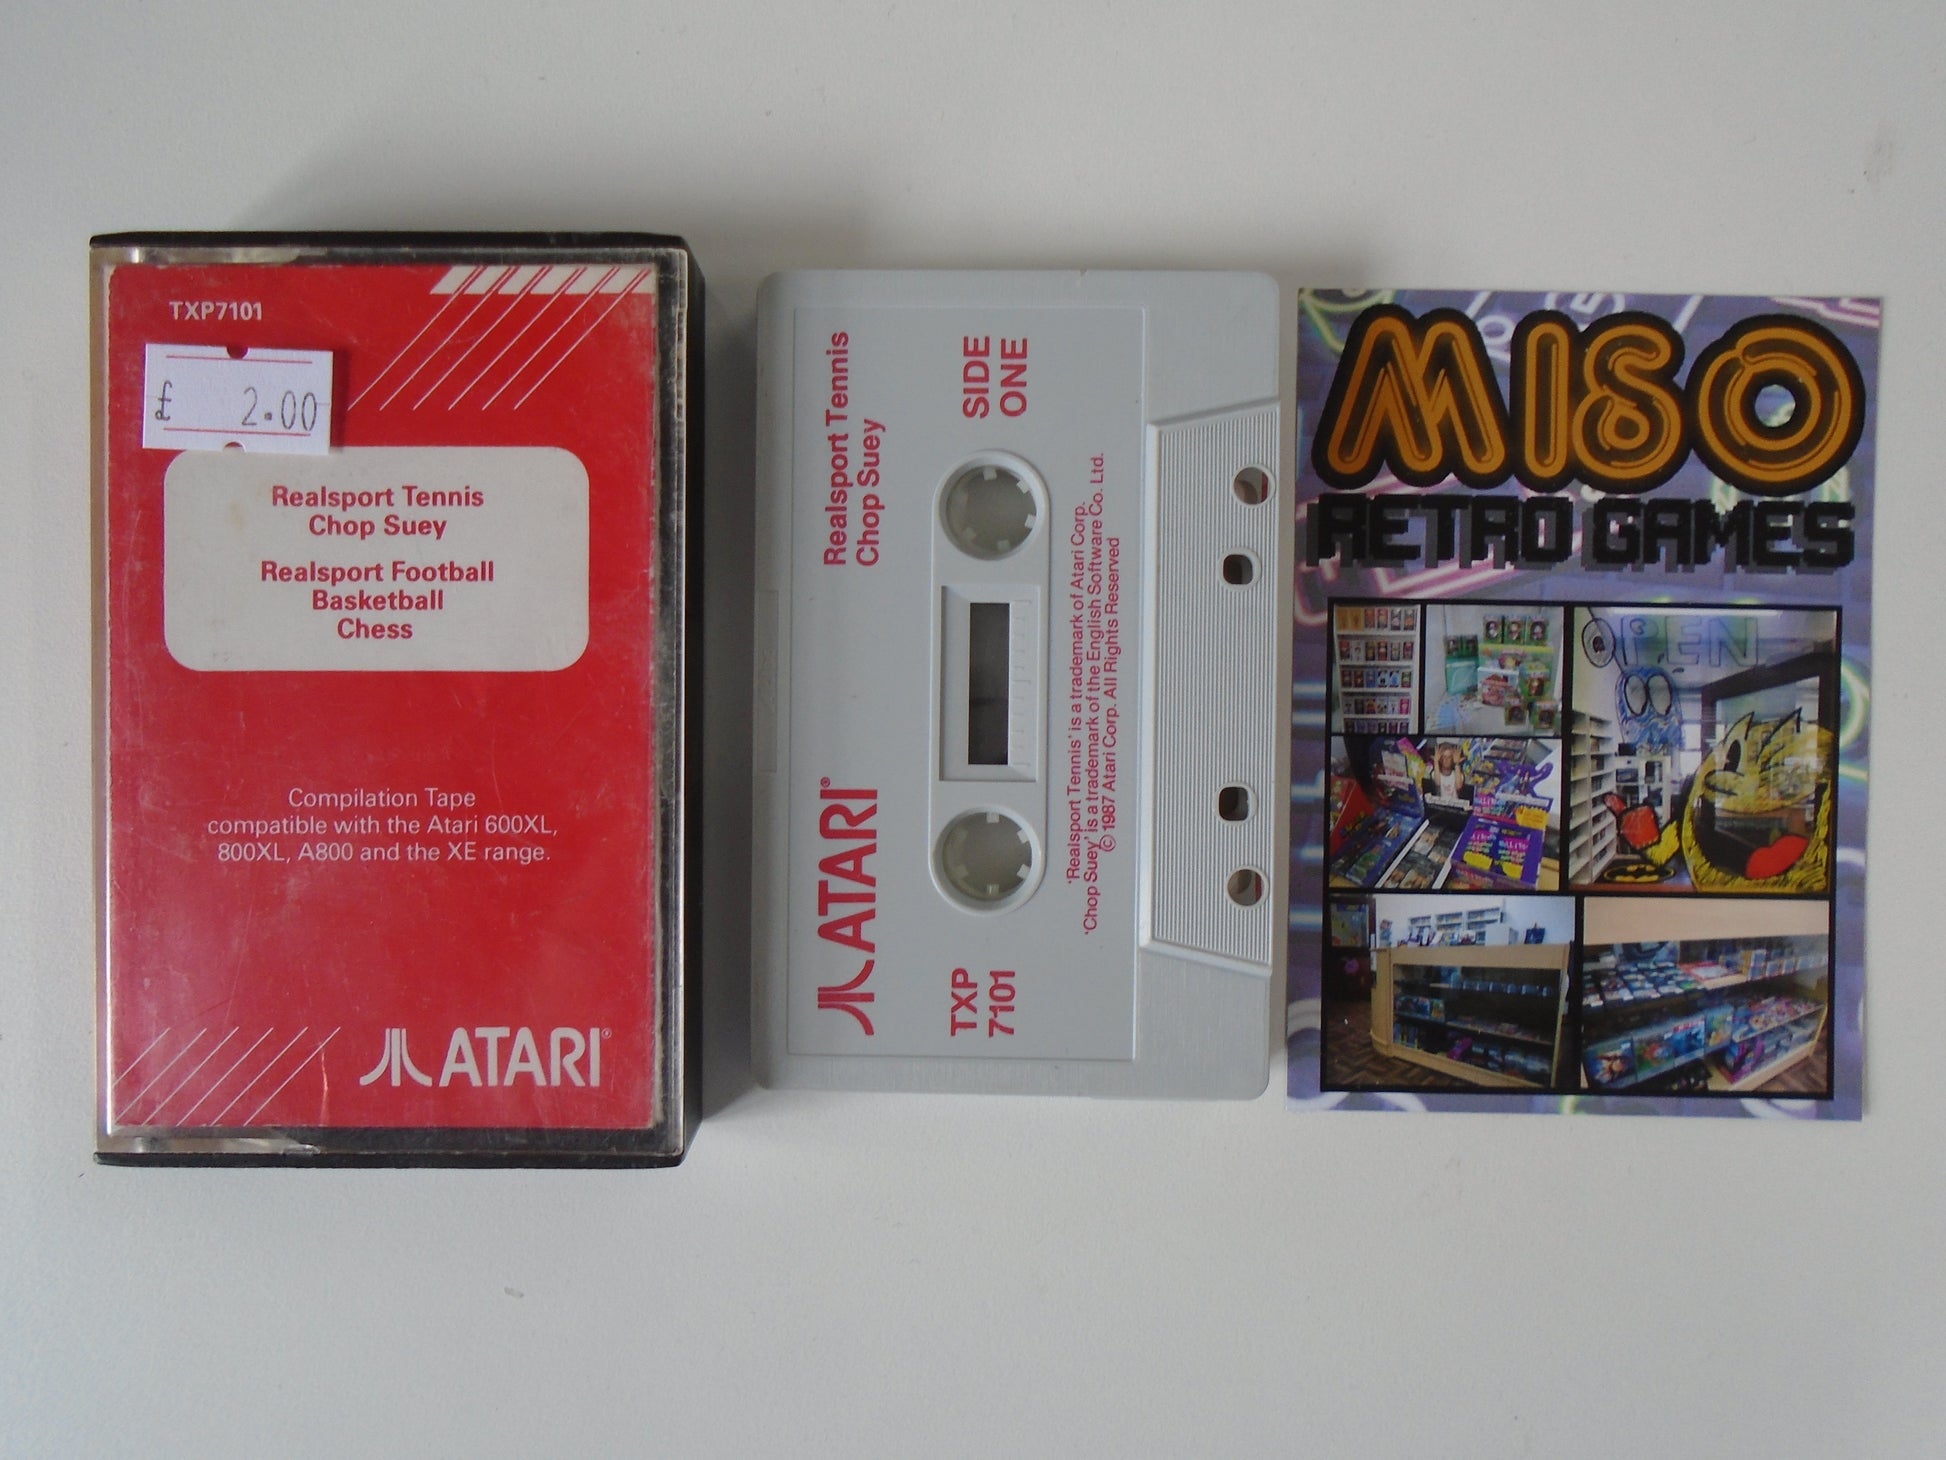 TXP7101
£ 2.00
Realsport Tennis
Chop Suey
Realsport Football
Basketball
Chess
Compilation Tape
compatible with the Atari 600XL,
800XL, A800 and the XE range.
ATARI®
Realsport Tennis
Chop Suey
SIDE
ONE
ATARI®
TXP
7101
'Realsport Tennis' is a trademark of Atari Corp.
'Chop Suey' is a trademark of the English Software Co. Ltd.
© 1987 Atari Corp. All Rights Reserved
MISO
RETRO GAMES
OPEN